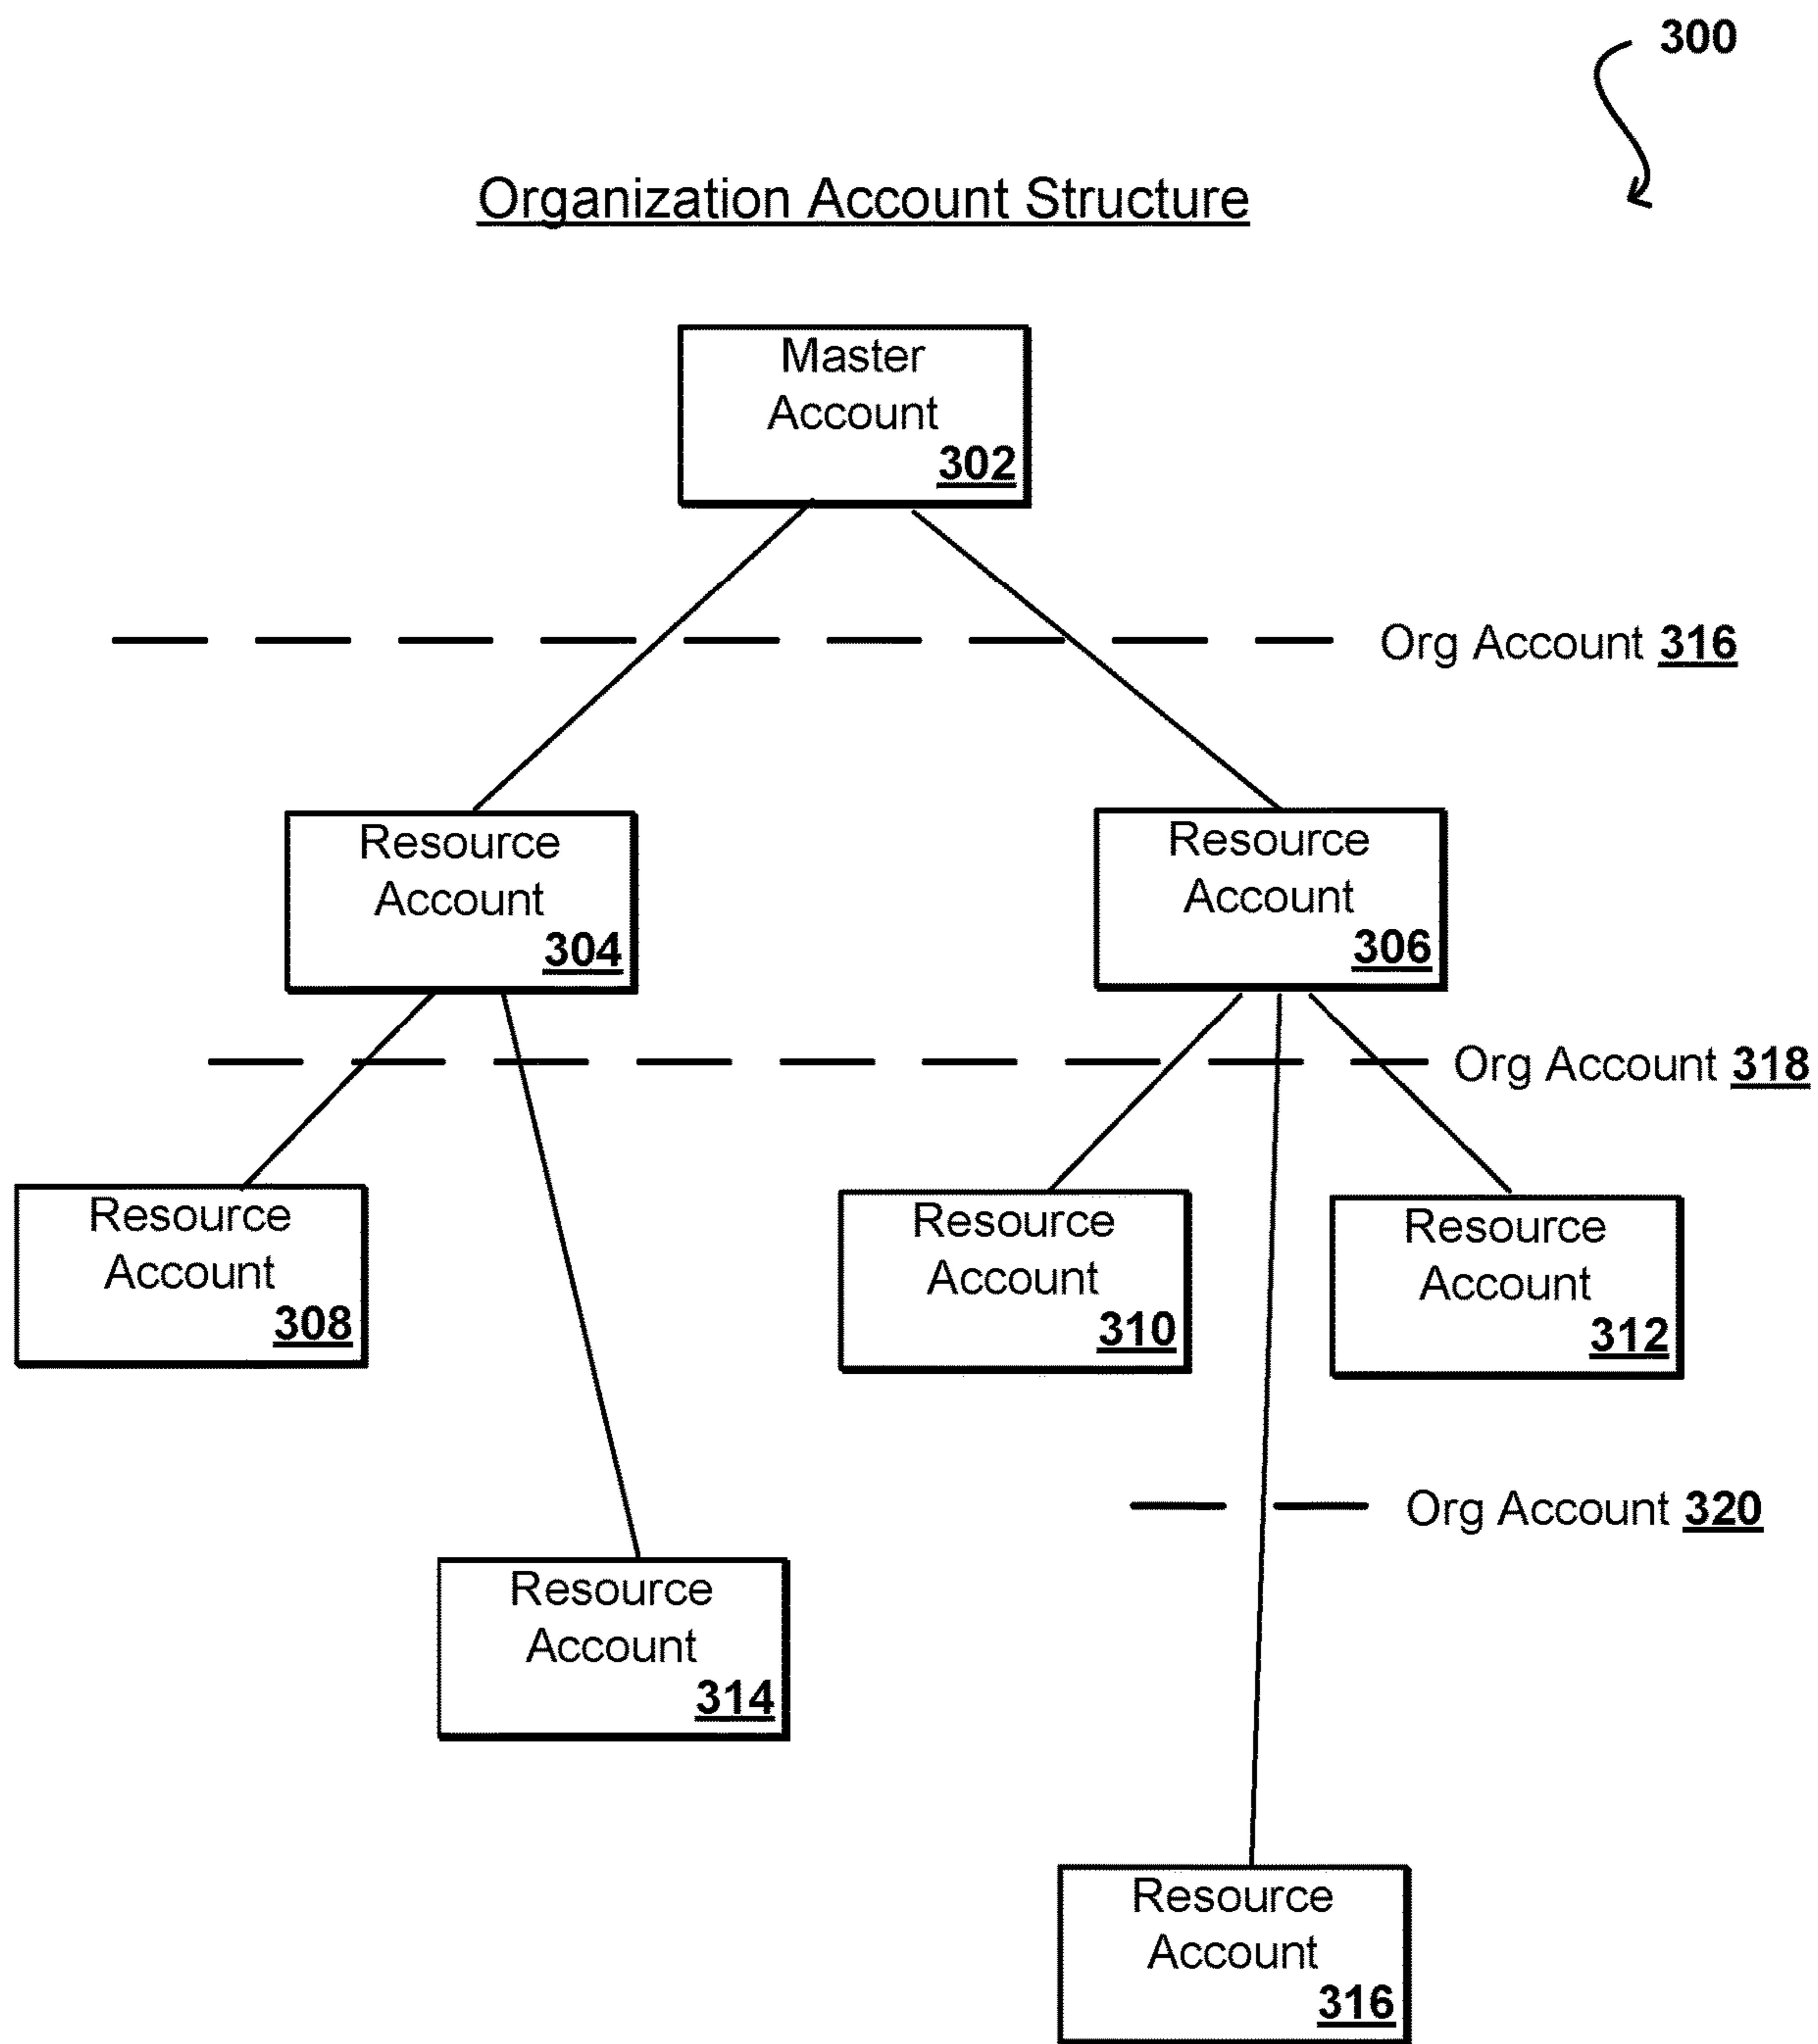 300
Organization Account Structure
Master
Account
302
Org Account 316
Resource
Account
304
Resource
Account
306
Org Account 318
Resource
Account
308
Resource
Account
310
Resource
Account
312
Org Account 320
Resource
Account
314
Resource
Account
316